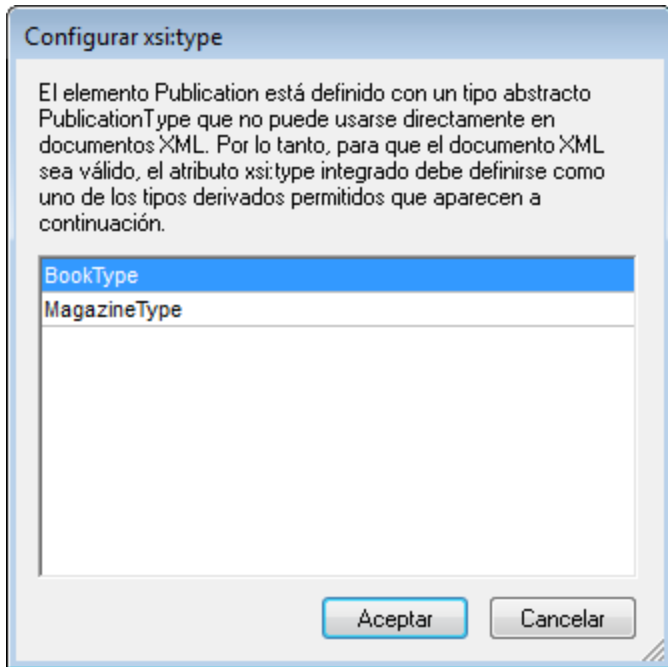 Configurar xsi:type
El elemento Publication está definido con un tipo abstracto
PublicationType que no puede usarse directamente en
documentos XML. Por lo tanto, para que el documento XML
sea válido, el atributo xsi:type integrado debe definirse como
uno de los tipos derivados permitidos que aparecen a
continuación.
BookType
MagazineType
Aceptar
Cancelar